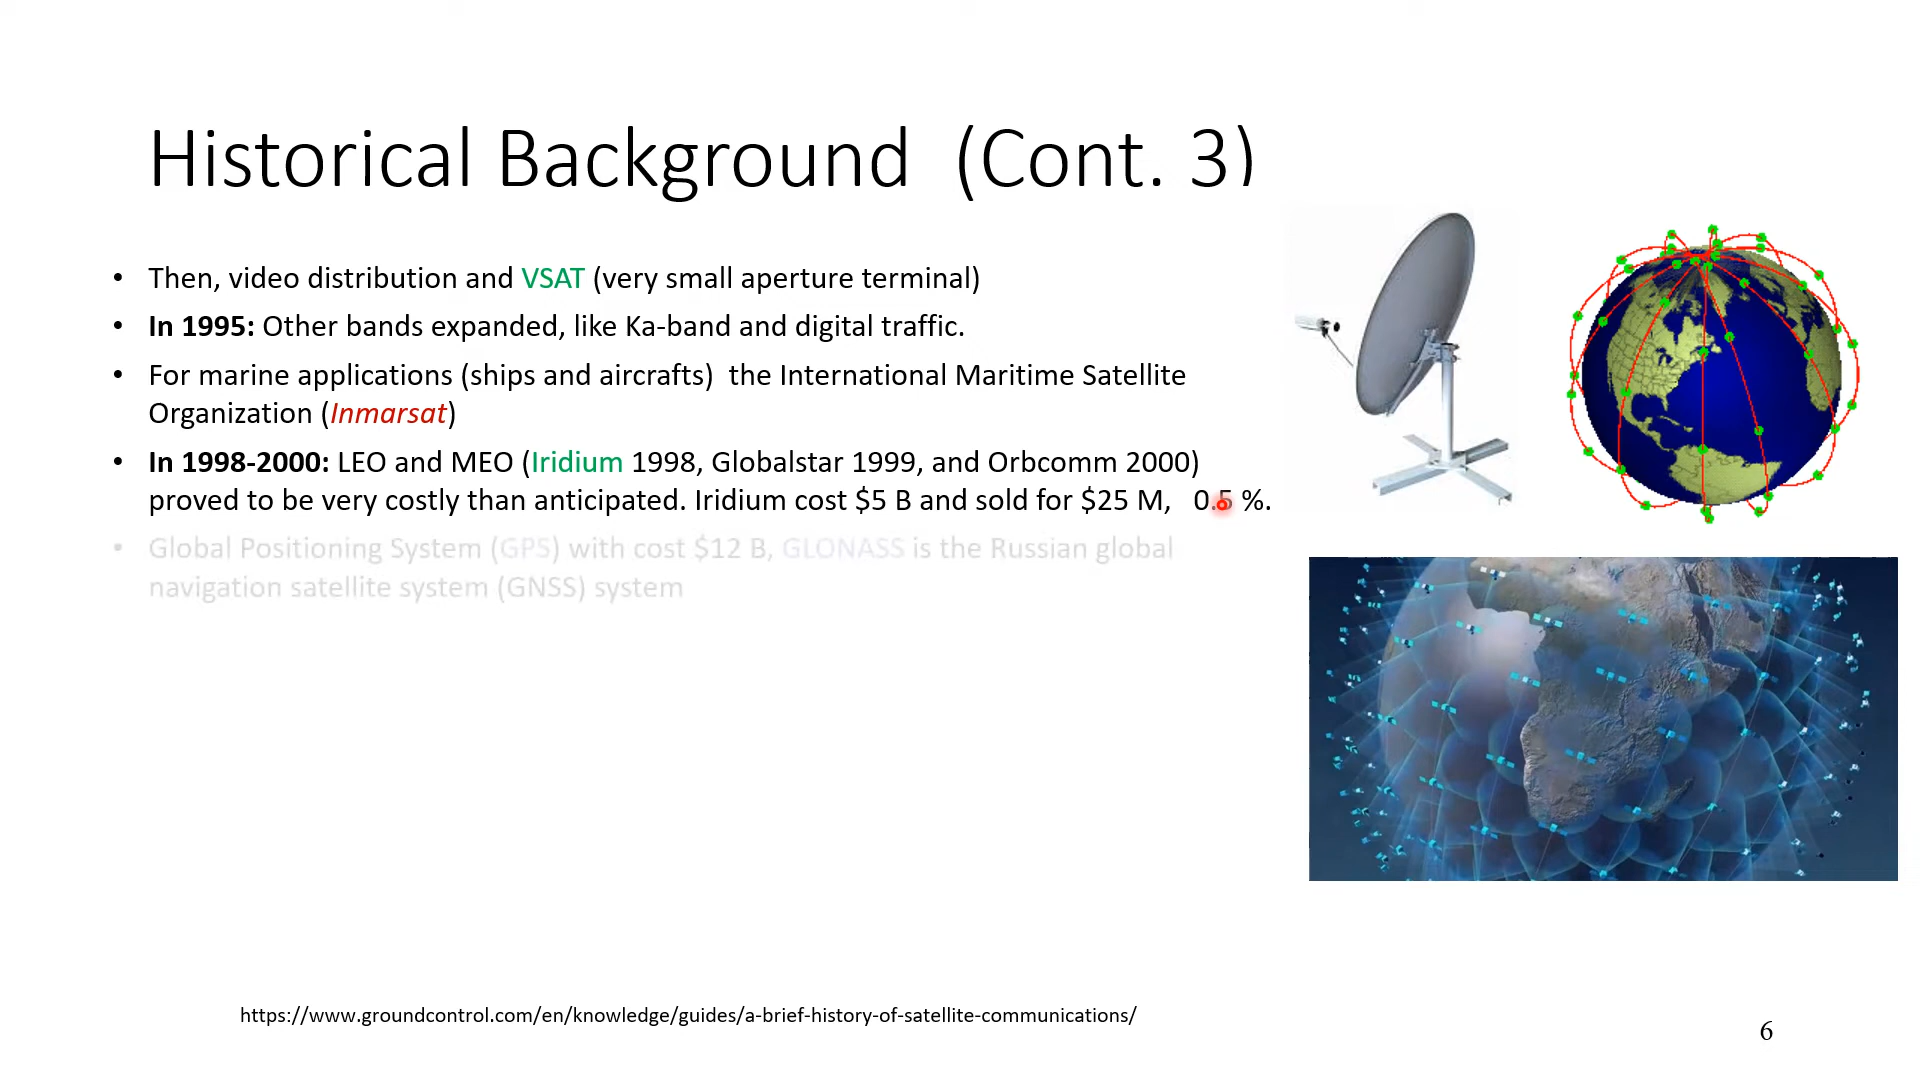 Historical Background  (Cont. 3)
• Then, video distribution and VSAT (very small aperture terminal)
• In 1995: Other bands expanded, like Ka-band and digital traffic.
• For marine applications (ships and aircrafts)  the International Maritime Satellite
Organization (Inmarsat)
• In 1998-2000: LEO and MEO (Iridium 1998, Globalstar 1999, and Orbcomm 2000)
proved to be very costly than anticipated. Iridium cost $5 B and sold for $25 M,   0.5 %.
• Global Positioning System (GPS) with cost $12 B, GLONASS is the Russian global
navigation satellite system (GNSS) system
https://www.groundcontrol.com/en/knowledge/guides/a-brief-history-of-satellite-communications/
6